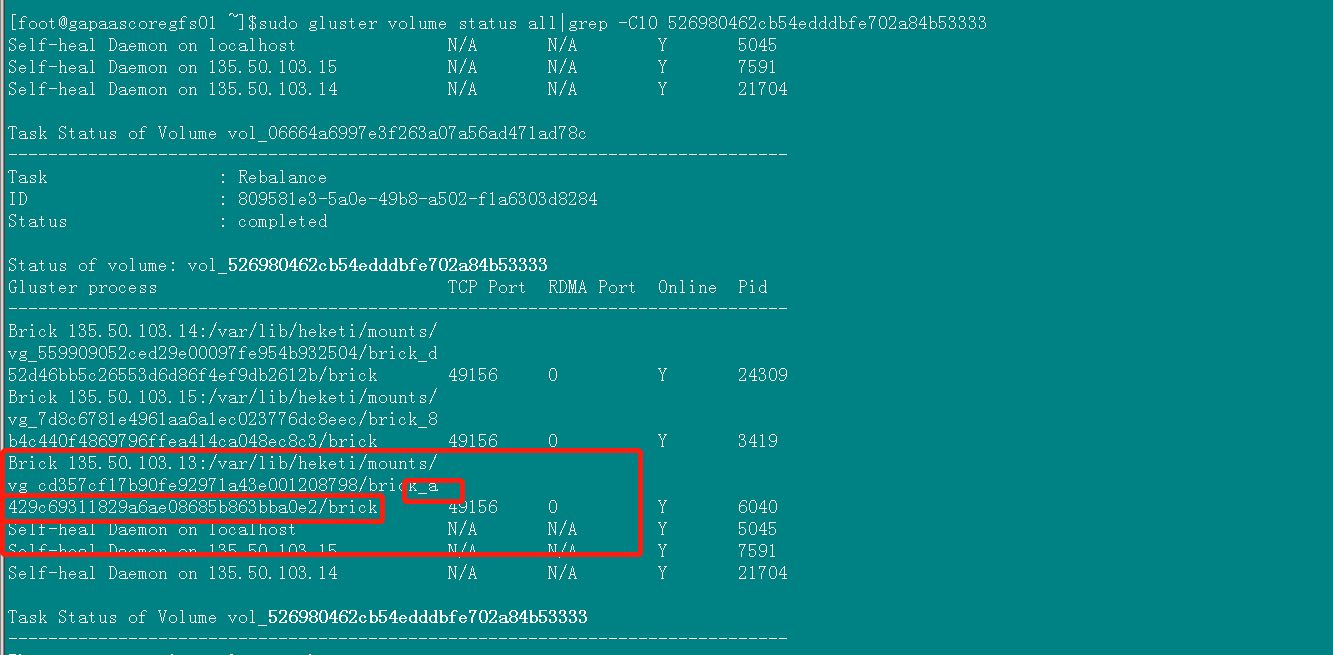 [foot@gapaascoregfs01 ~]$sudo gluster volume status all|grep -C10 526980462cb54edddbfe702a84b53333
Self-heal Daemon on localhost N/A N/A Y 5045
Self-heal Daemon on 135.50.103.15 N/A N/A Y 7591
Self-heal Daemon on 135.50.103.14 N/A N/A Y 21704
Task Status of Volume vol_06664a6997e3f263a07a56ad471ad78c
------------------------------------------------------------------------------
Task : Rebalance
ID : 809581e3-5a0e-49b8-a502-f1a6303d8284
Status : completed
Status of volume: vol_526980462cb54edddbfe702a84b53333
Gluster process TCP Port RDMA Port Online Pid
------------------------------------------------------------------------------
Brick 135.50.103.14:/var/lib/heketi/mounts/
vg_559909052ced29e00097fe954b932504/brick_d
52d46bb5c26553d6d86f4ef9db2612b/brick 49156 0 Y 24309
Brick 135.50.103.15:/var/lib/heketi/mounts/
vg_7d8c6781e4961aa6a1ec023776dc8eec/brick_8
b4c440f4869796ffea414ca048ec8c3/brick 49156 0 Y 3419
Brick 135.50.103.13:/var/lib/heketi/mounts/
vg_cd357cf17b90fe92971a43e001208798/brick_a
429c69311829a6ae08685b863bba0e2/brick 49156 0 Y 6040
Self-heal Daemon on localhost N/A N/A Y 5045
Self-heal Daemon on 135.50.103.15 N/A N/A Y 7591
Self-heal Daemon on 135.50.103.14 N/A N/A Y 21704
Task Status of Volume vol_526980462cb54edddbfe702a84b53333
------------------------------------------------------------------------------